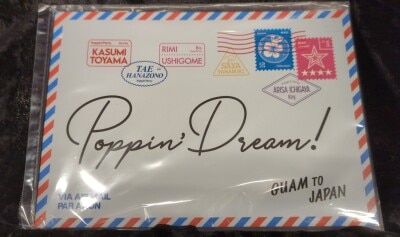 KASUMI
TOYAMA
RIMI
USHIGOME
TAE
HANAZONO
SAYA
YAMABUKI
ARISA ICHIGAYA
Key.
Poppin' Dream!
VIA AIR MAIL
PAR AVION
GUAM TO
JAPAN